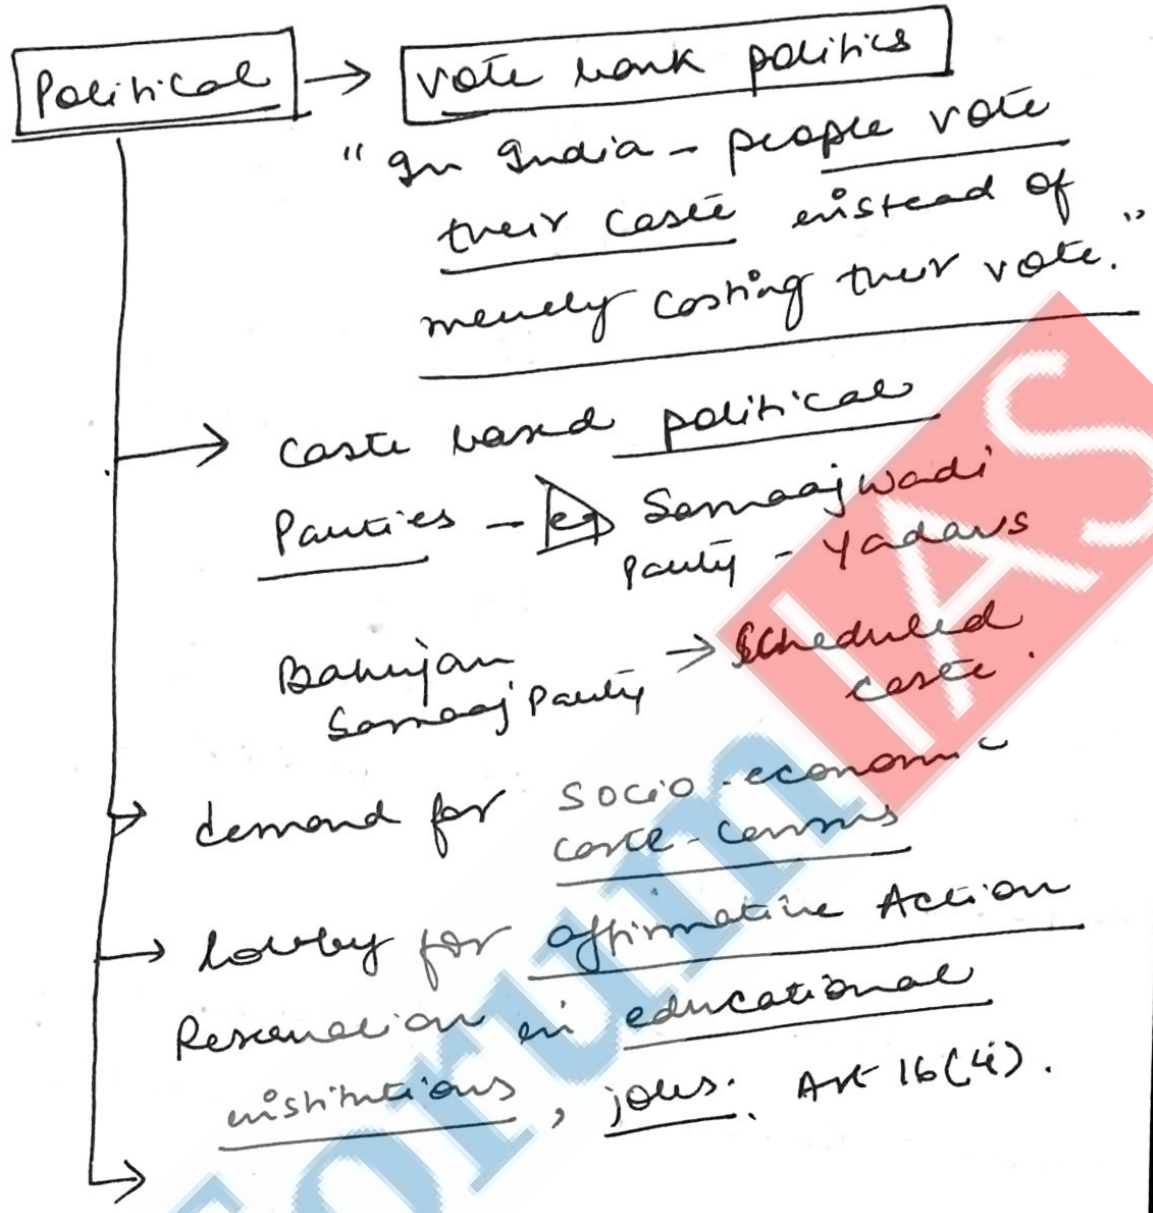 Political → Vote bank politics
"In India - people vote
their caste instead of
merely casting their vote."
→ Caste based political
Parties - eg Samaajwadi
Party - Yadavs
Bahujan → Scheduled
Samaaj Party caste.
→ demand for socio-economic
caste-census
→ lobby for affirmative Action
Reservation in educational
institutions, jobs. Art 16(4).
→
Forum IAS